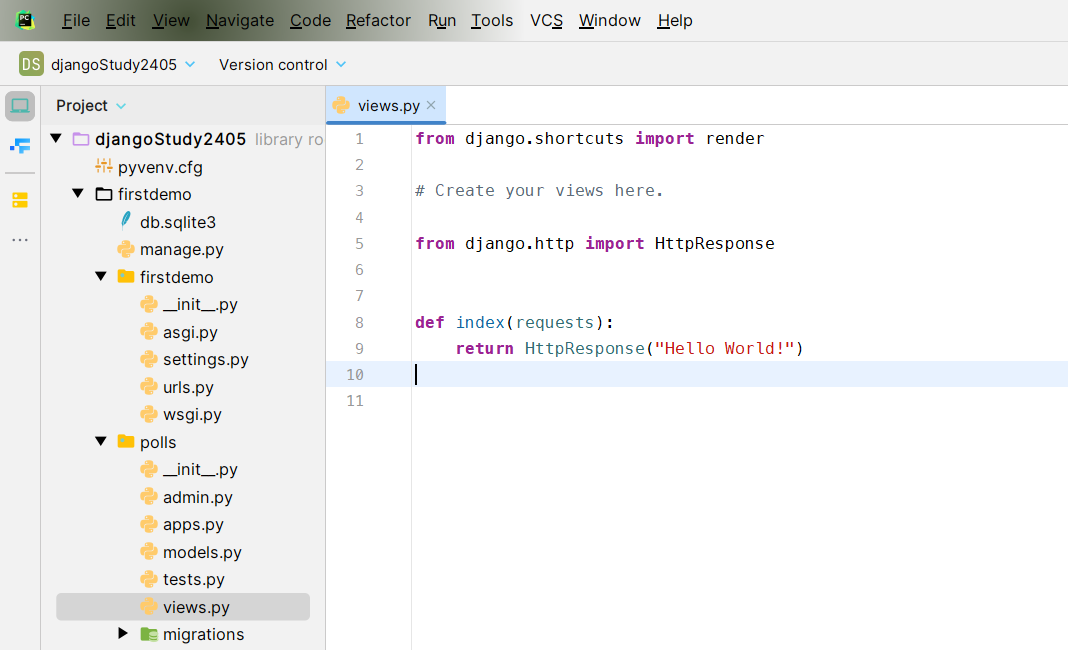 PC File Edit View Navigate Code Refactor Run Tools VCS Window Help
DS djangoStudy2405 Version control
Project
views.py
djangoStudy2405 library ro
pyvenv.cfg
firstdemo
db.sqlite3
manage.py
firstdemo
__init__.py
asgi.py
settings.py
urls.py
wsgi.py
polls
__init__.py
admin.py
apps.py
models.py
tests.py
views.py
migrations
1 from django.shortcuts import render
2
3 # Create your views here.
4
5 from django.http import HttpResponse
6
7
8 def index(requests):
9     return HttpResponse("Hello World!")
10
11